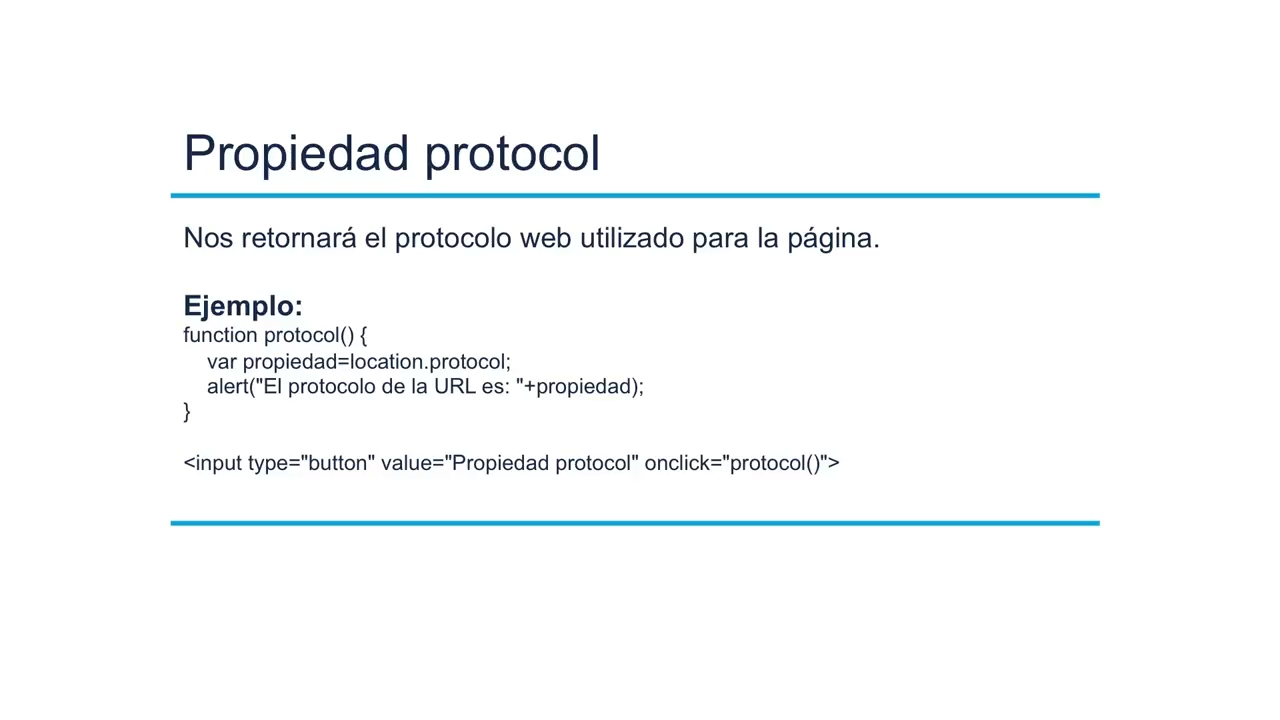 Propiedad protocol
Nos retornará el protocolo web utilizado para la página.
Ejemplo:
function protocol() {
    var propiedad=location.protocol;
    alert("El protocolo de la URL es: "+propiedad);
}
<input type="button" value="Propiedad protocol" onclick="protocol()">